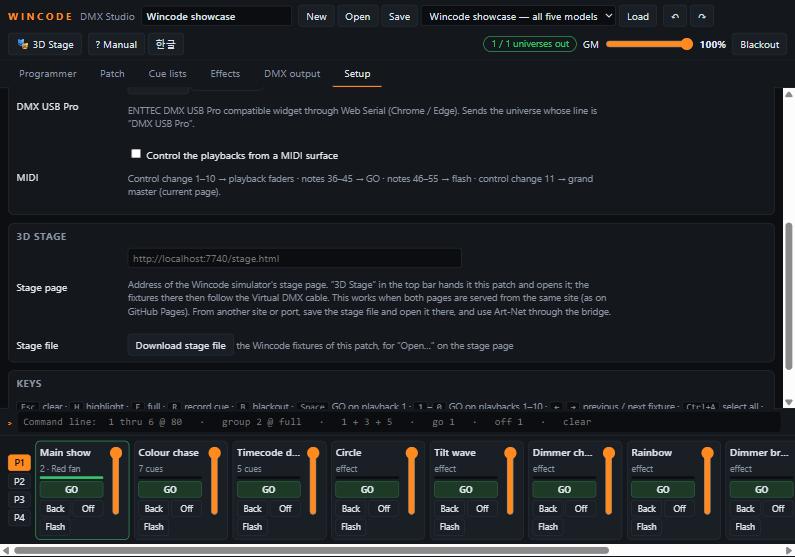 WINCODE DMX Studio Wincode showcase New Open Save Wincode showcase — all five models Load
3D Stage ? Manual 한글 1 / 1 universes out GM 100% Blackout
Programmer Patch Cue lists Effects DMX output Setup
DMX USB Pro
ENTTEC DMX USB Pro compatible widget through Web Serial (Chrome / Edge). Sends the universe whose line is
"DMX USB Pro".
Control the playbacks from a MIDI surface
MIDI
Control change 1–10 → playback faders · notes 36–45 → GO · notes 46–55 → flash · control change 11 → grand
master (current page).
3D STAGE
http://localhost:7740/stage.html
Stage page
Address of the Wincode simulator's stage page. "3D Stage" in the top bar hands it this patch and opens it; the
fixtures there then follow the Virtual DMX cable. This works when both pages are served from the same site (as on
GitHub Pages). From another site or port, save the stage file and open it there, and use Art-Net through the bridge.
Stage file Download stage file the Wincode fixtures of this patch, for "Open…" on the stage page
KEYS
Esc clear · H highlight · F full · R record cue · B blackout · Space GO on playback 1 · 1 – 0 GO on playbacks 1–10 · ← → previous / next fixture · Ctrl+A select all ·
> Command line: 1 thru 6 @ 80 · group 2 @ full · 1 + 3 + 5 · go 1 · off 1 · clear
P1
P2
P3
P4
Main show
2 · Red fan
GO
Back Off
Flash
Colour chase
7 cues
GO
Back Off
Flash
Timecode d…
5 cues
GO
Back Off
Flash
Circle
effect
GO
Back Off
Flash
Tilt wave
effect
GO
Back Off
Flash
Dimmer ch…
effect
GO
Back Off
Flash
Rainbow
effect
GO
Back Off
Flash
Dimmer br…
effect
GO
Back Off
Flash